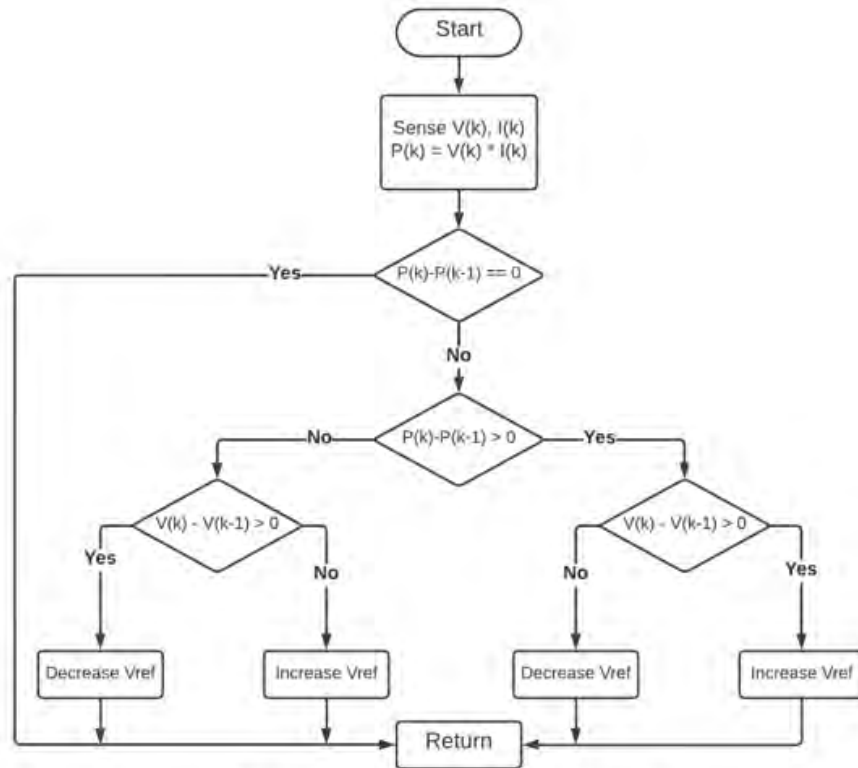 Start
Sense V(k), I(k)
P(k) = V(k) * I(k)
Yes
P(k)-P(k-1) == 0
No
No
P(k)-P(k-1) > 0
Yes
V(k) - V(k-1) > 0
V(k) - V(k-1) > 0
Yes
No
No
Yes
Decrease Vref
Increase Vref
Decrease Vref
Increase Vref
Return